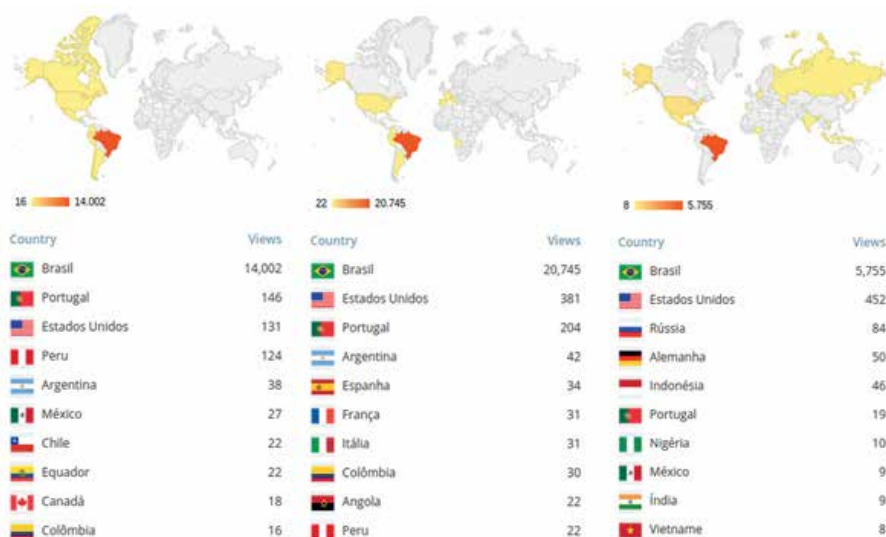 16 14.002
Country Views
Brasil 14,002
Portugal 146
Estados Unidos 131
Peru 124
Argentina 38
México 27
Chile 22
Equador 22
Canadá 18
Colômbia 16
22 20.745
Country Views
Brasil 20,745
Estados Unidos 381
Portugal 204
Argentina 42
Espanha 34
França 31
Itália 31
Colômbia 30
Angola 22
Peru 22
8 5.755
Country Views
Brasil 5,755
Estados Unidos 452
Rússia 84
Alemanha 50
Indonésia 46
Portugal 19
Nigéria 10
México 9
Índia 9
Vietname 8